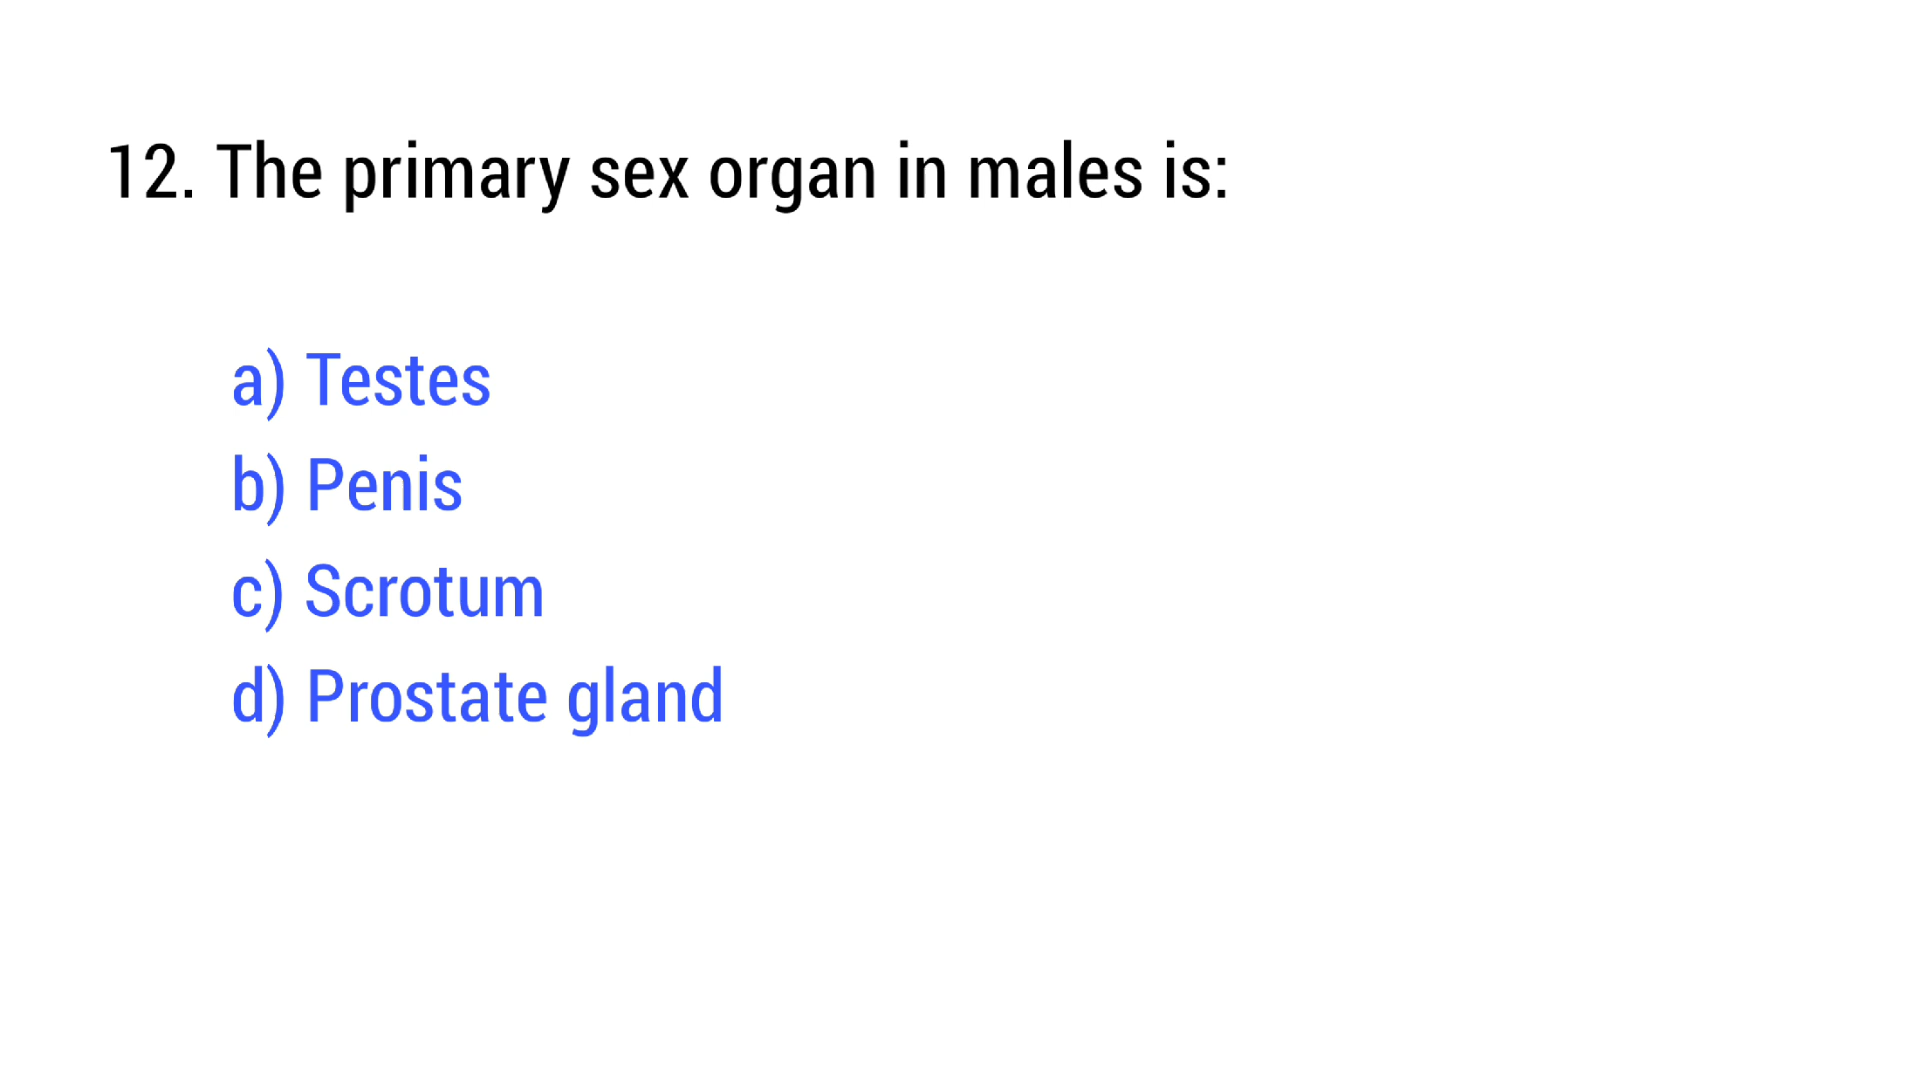 12. The primary sex organ in males is:
a) Testes
b) Penis
c) Scrotum
d) Prostate gland